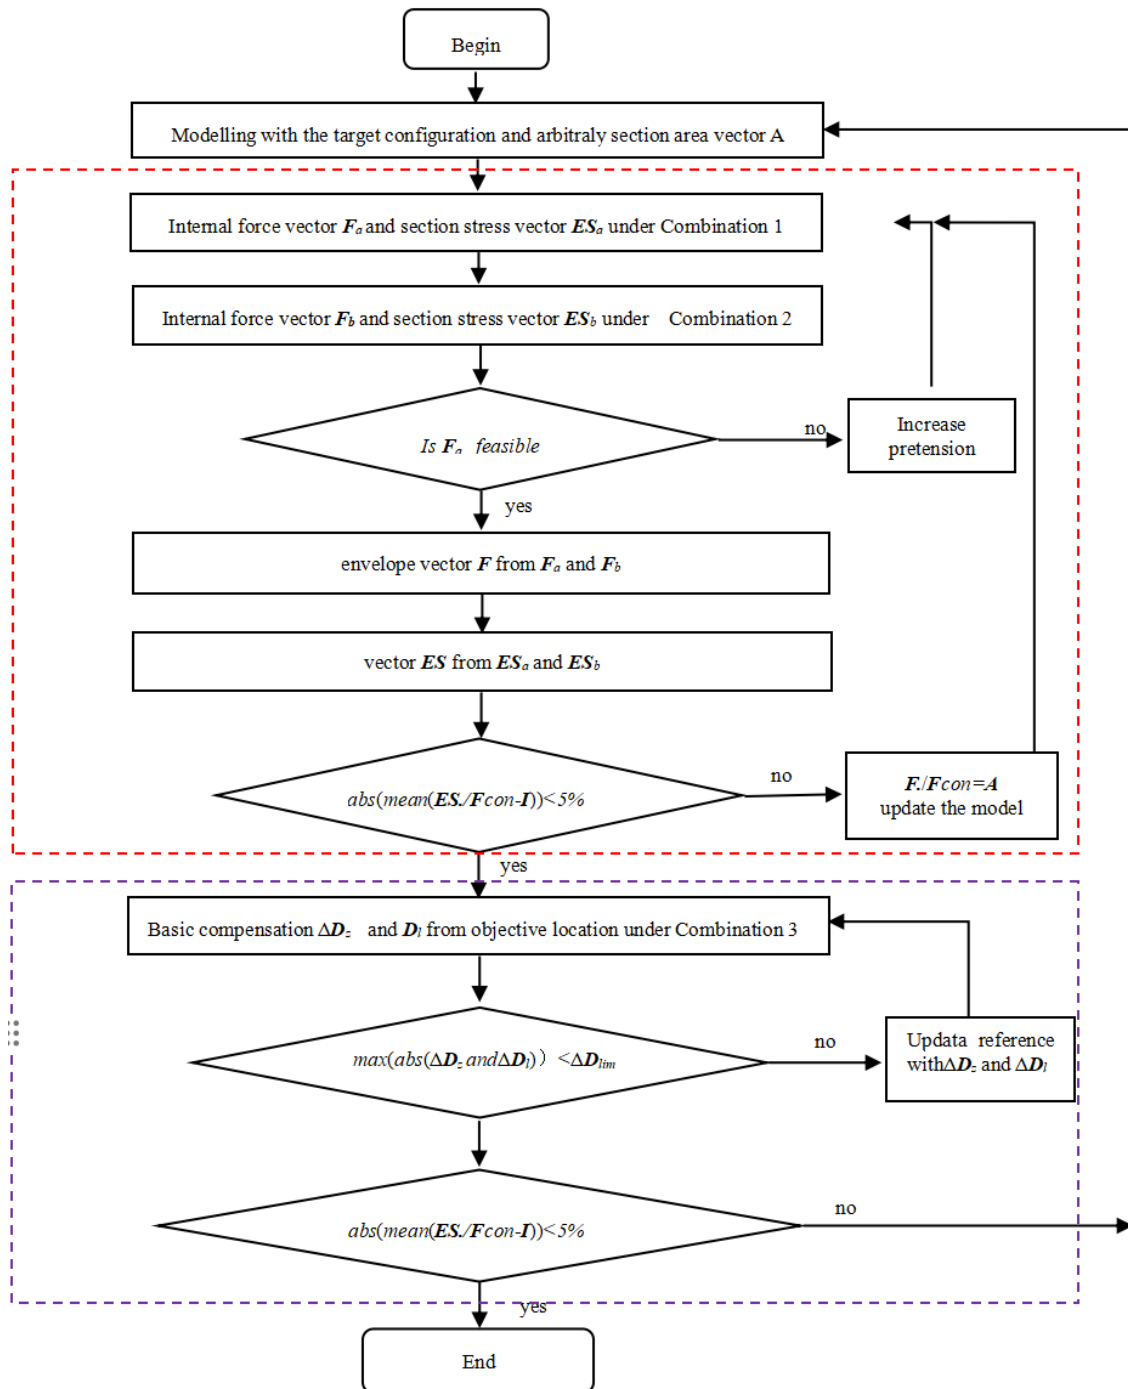 Begin
Modelling with the target configuration and arbitraly section area vector A
Internal force vector Fa and section stress vector ESa under Combination 1
Internal force vector Fb and section stress vector ESb under Combination 2
Is Fa feasible
no
Increase
pretension
yes
envelope vector F from Fa and Fb
vector ES from ESa and ESb
abs(mean(ES./Fcon-I))<5%
no
F./Fcon=A
update the model
yes
Basic compensation ΔDz and Dl from objective location under Combination 3
max(abs(ΔDz andΔDl)) <ΔDlim
no
Updata reference
withΔDz and ΔDl
abs(mean(ES./Fcon-I))<5%
no
yes
End